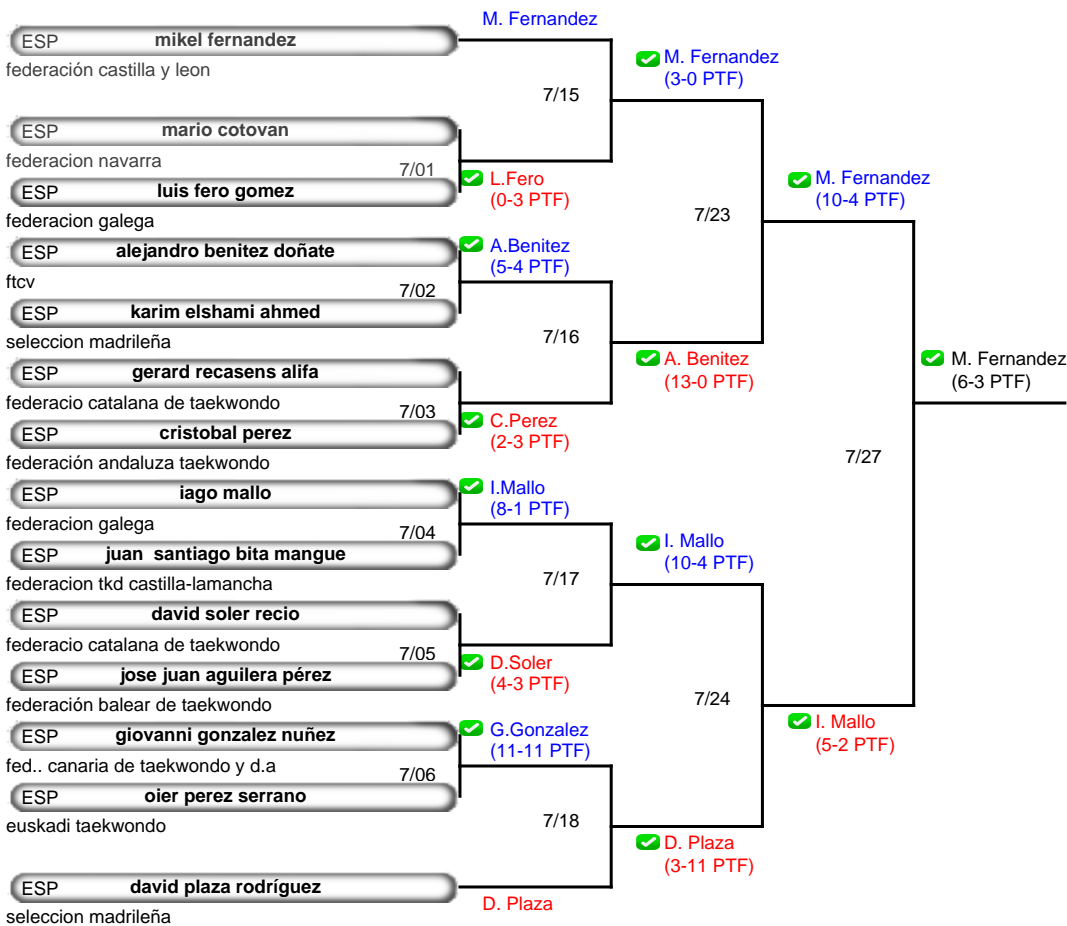 M. Fernandez
ESP mikel fernandez
federación castilla y leon
M. Fernandez
(3-0 PTF)
7/15
ESP mario cotovan
federacion navarra
7/01
ESP luis fero gomez
L.Fero
(0-3 PTF)
federacion galega
M. Fernandez
(10-4 PTF)
7/23
ESP alejandro benitez doñate
A.Benitez
(5-4 PTF)
ftcv
7/02
ESP karim elshami ahmed
seleccion madrileña
7/16
A. Benitez
(13-0 PTF)
M. Fernandez
(6-3 PTF)
ESP gerard recasens alifa
federacio catalana de taekwondo
7/03
ESP cristobal perez
C.Perez
(2-3 PTF)
federación andaluza taekwondo
7/27
ESP iago mallo
I.Mallo
(8-1 PTF)
federacion galega
7/04
ESP juan santiago bita mangue
federacion tkd castilla-lamancha
I. Mallo
(10-4 PTF)
7/17
ESP david soler recio
federacio catalana de taekwondo
7/05
ESP jose juan aguilera pérez
D.Soler
(4-3 PTF)
federación balear de taekwondo
7/24
I. Mallo
(5-2 PTF)
ESP giovanni gonzalez nuñez
G.Gonzalez
(11-11 PTF)
fed.. canaria de taekwondo y d.a
7/06
ESP oier perez serrano
euskadi taekwondo
7/18
D. Plaza
(3-11 PTF)
ESP david plaza rodríguez
D. Plaza
seleccion madrileña